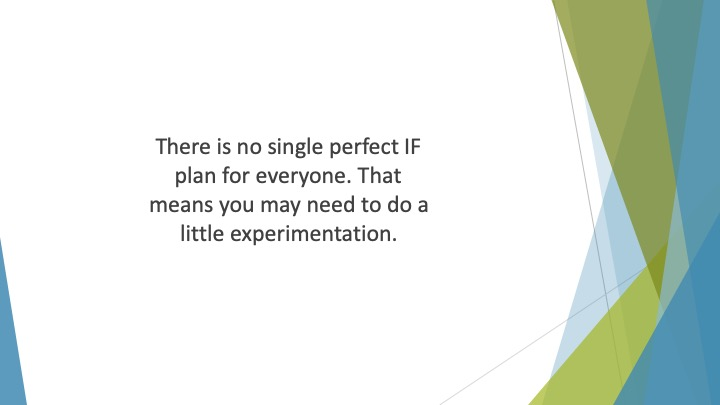 There is no single perfect IF
plan for everyone. That
means you may need to do a
little experimentation.